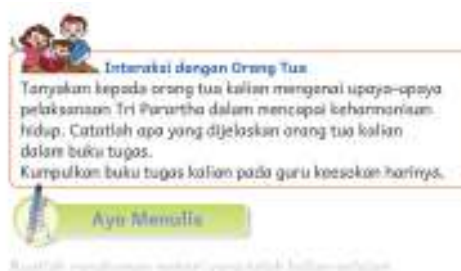 Interaksi dengan Orang Tua
Tanyakan kepada orang tua kalian mengenai upaya-upaya
pelaksanaan Tri Parartha dalam mencapai keharmonisan
hidup. Catatlah apa yang dijelaskan orang tua kalian
dalam buku tugas.
Kumpulkan buku tugas kalian pada guru keesokan harinya.
Ayo Menulis